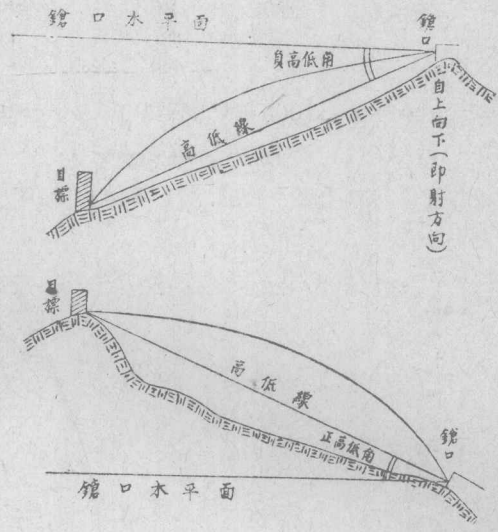 鎗口水平面
鎗口
負高低角
高低線
目標
自上向下(即射方向)
目標
高低線
正高低角
鎗口
鎗口水平面